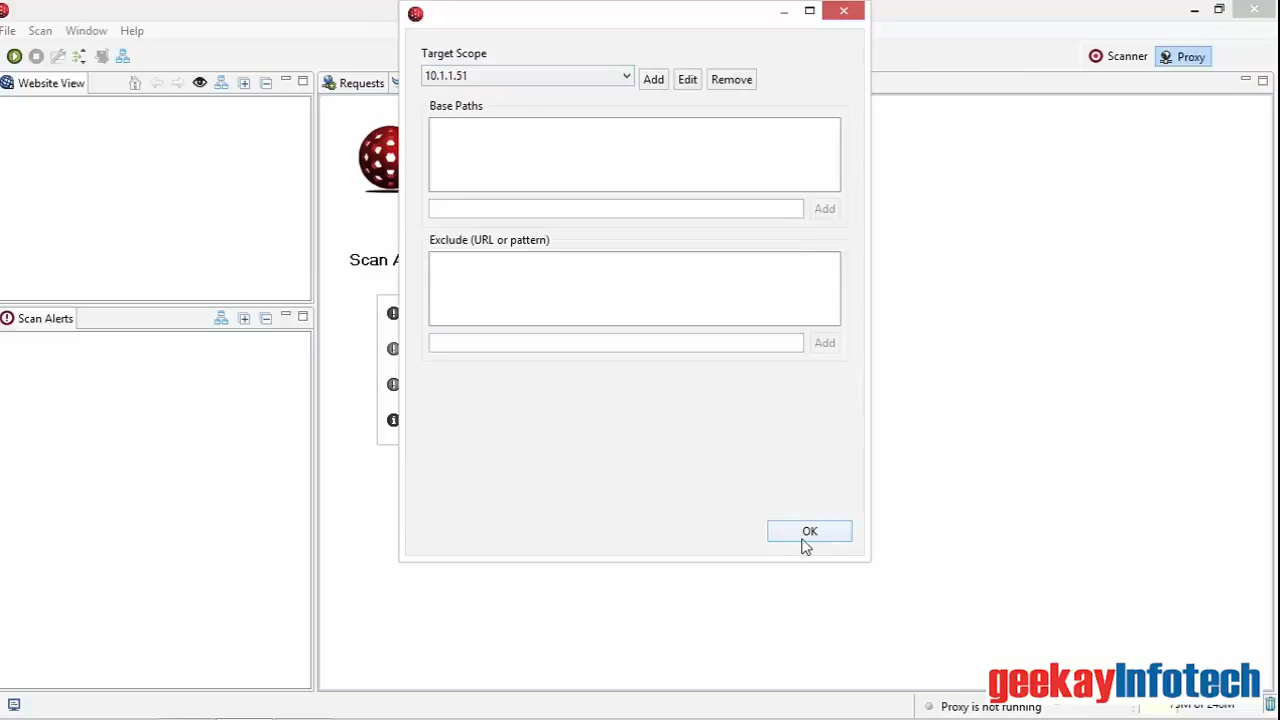 File Scan Window Help
Scanner Proxy
Website View
Requests
Target Scope
10.1.1.51
Add Edit Remove
Base Paths
Add
Exclude (URL or pattern)
Add
OK
Scan
Scan Alerts
Proxy is not running
geekayInfotech